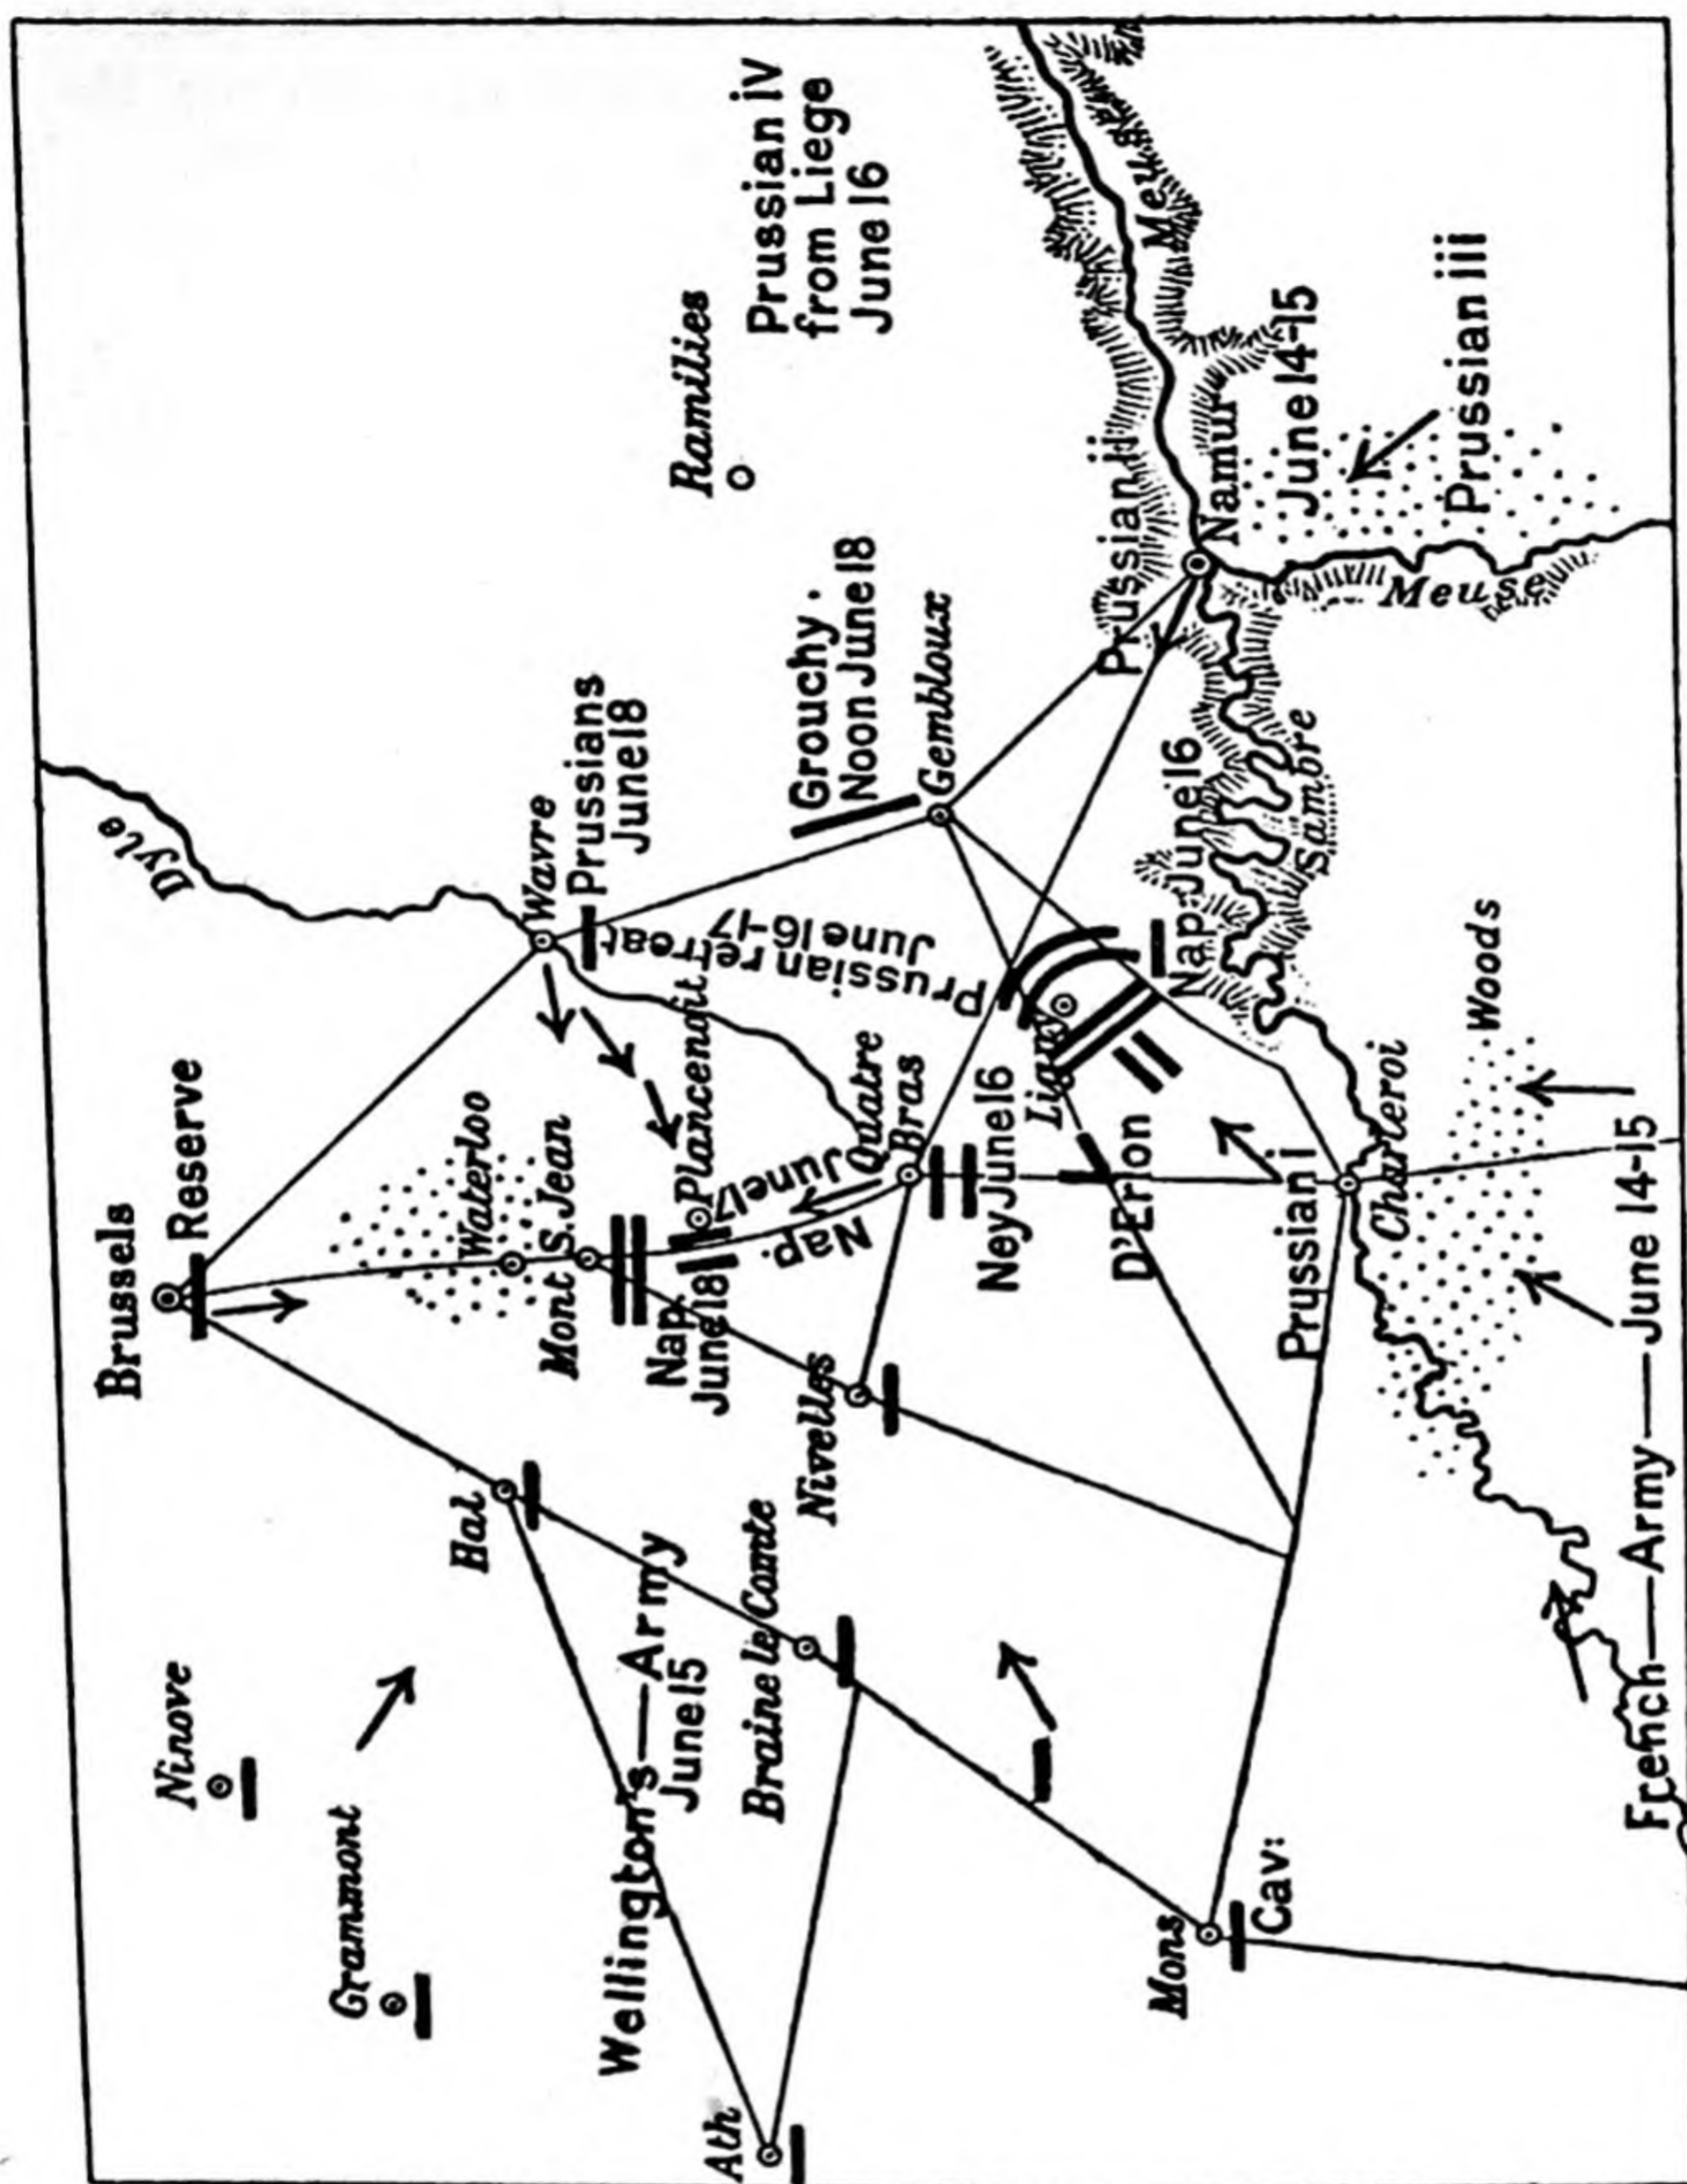 Ninove
Grammont
Ath
Brussels
Reserve
Hal
Wellington's—Army
June 15
Braine le Comte
Nivelles
Mons
Cav:
Waterloo
Mont S. Jean
Nap.
June 18
Plancenoit
Nap.
June 17
Quatre
Bras
Ney June 16
D'Erlon
Ligny
Dyle
Wavre
Prussians
June 18
Prussian retreat
June 16-17
Grouchy.
Noon June 18
Gembloux
Ramilies
Prussian iv
from Liege
June 16
Meuse
Prussian ii
Namur
June 14-15
Prussian iii
Meuse
Nap. June 16
Sambre
Prussian i
Charleroi
Woods
French—Army—June 14-15